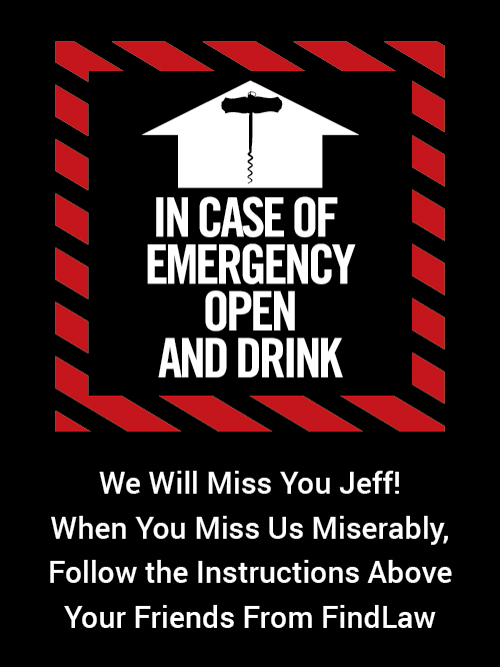 IN CASE OF
EMERGENCY
OPEN
AND DRINK
We Will Miss You Jeff!
When You Miss Us Miserably,
Follow the Instructions Above
Your Friends From FindLaw